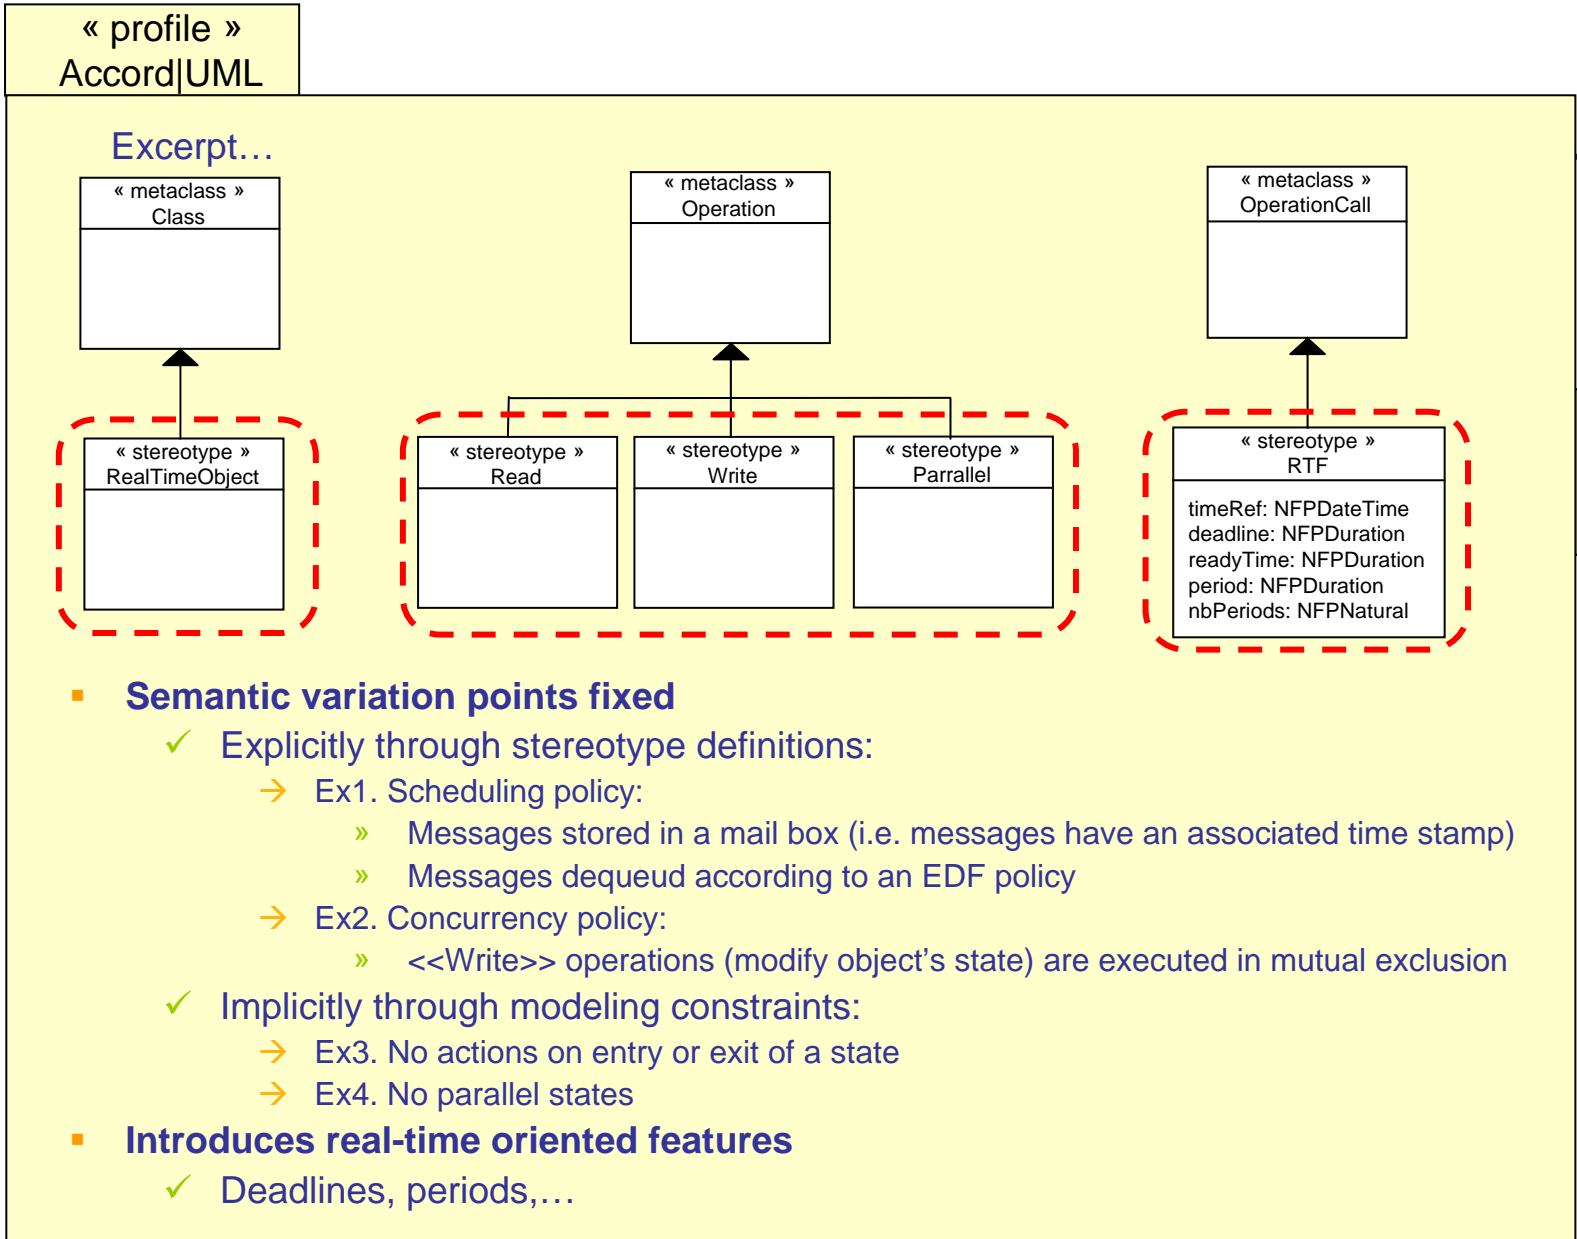 « profile »
Accord|UML
Excerpt…
« metaclass »
Class
« metaclass »
Operation
« metaclass »
OperationCall
« stereotype »
RealTimeObject
« stereotype »
Read
« stereotype »
Write
« stereotype »
Parrallel
« stereotype »
RTF
timeRef: NFPDateTime
deadline: NFPDuration
readyTime: NFPDuration
period: NFPDuration
nbPeriods: NFPNatural
Semantic variation points fixed
Explicitly through stereotype definitions:
Ex1. Scheduling policy:
» Messages stored in a mail box (i.e. messages have an associated time stamp)
» Messages dequeud according to an EDF policy
Ex2. Concurrency policy:
» <<Write>> operations (modify object's state) are executed in mutual exclusion
Implicitly through modeling constraints:
Ex3. No actions on entry or exit of a state
Ex4. No parallel states
Introduces real-time oriented features
Deadlines, periods,…